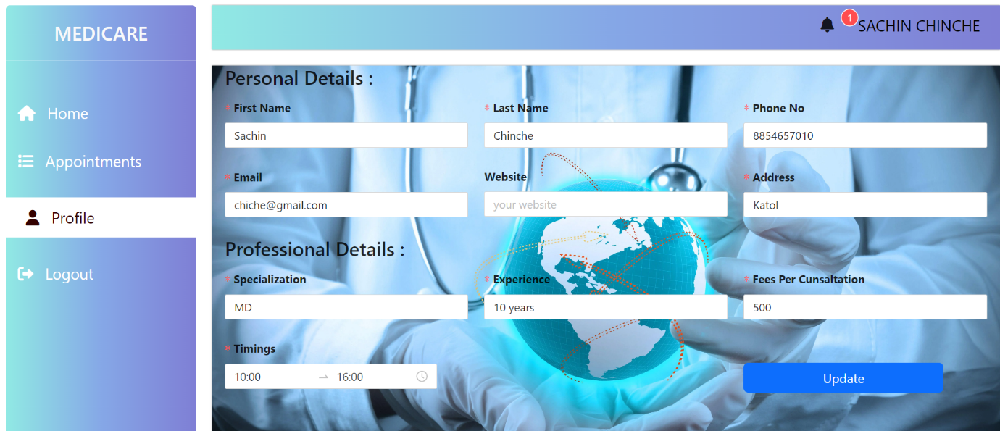 MEDICARE
Home
Appointments
Profile
Logout
1
SACHIN CHINCHE
Personal Details :
* First Name * Last Name * Phone No
Sachin Chinche 8854657010
* Email Website * Address
chiche@gmail.com your website Katol
Professional Details :
* Specialization * Experience * Fees Per Cunsaltation
MD 10 years 500
* Timings
10:00 → 16:00
Update